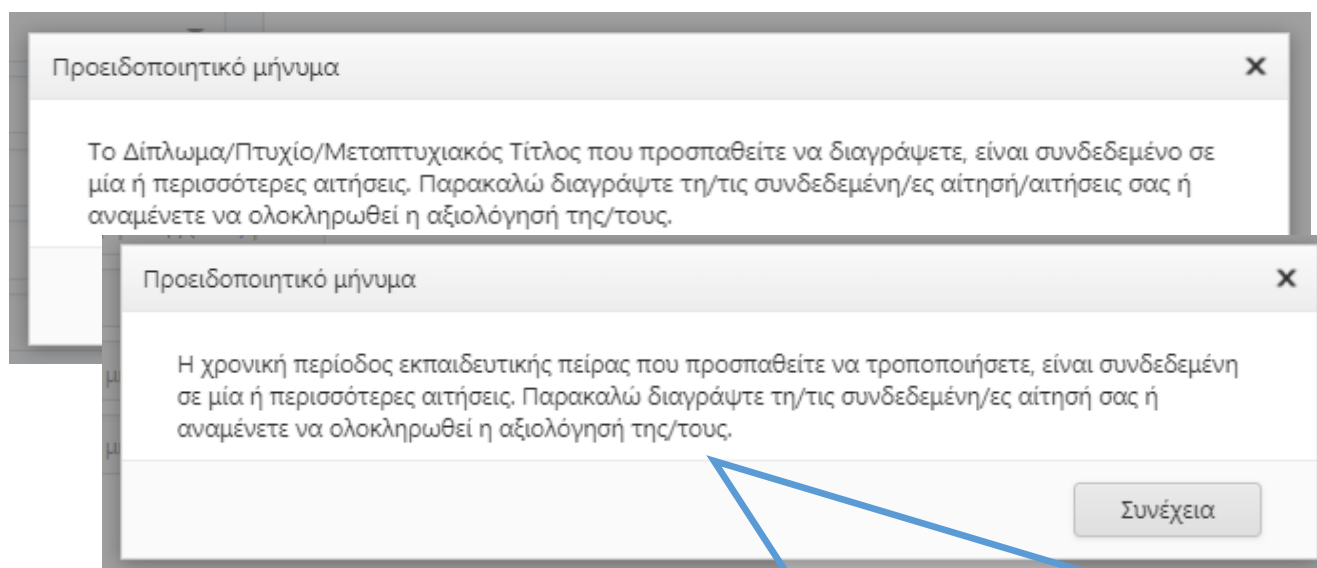 Προειδοποιητικό μήνυμα
Το Δίπλωμα/Πτυχίο/Μεταπτυχιακός Τίτλος που προσπαθείτε να διαγράψετε, είναι συνδεδεμένο σε
μία ή περισσότερες αιτήσεις. Παρακαλώ διαγράψτε τη/τις συνδεδεμένη/ες αίτησή/αιτήσεις σας ή
αναμένετε να ολοκληρωθεί η αξιολόγησή της/τους.
Προειδοποιητικό μήνυμα
Η χρονική περίοδος εκπαιδευτικής πείρας που προσπαθείτε να τροποποιήσετε, είναι συνδεδεμένη
σε μία ή περισσότερες αιτήσεις. Παρακαλώ διαγράψτε τη/τις συνδεδεμένη/ες αίτησή σας ή
αναμένετε να ολοκληρωθεί η αξιολόγησή της/τους.
Συνέχεια